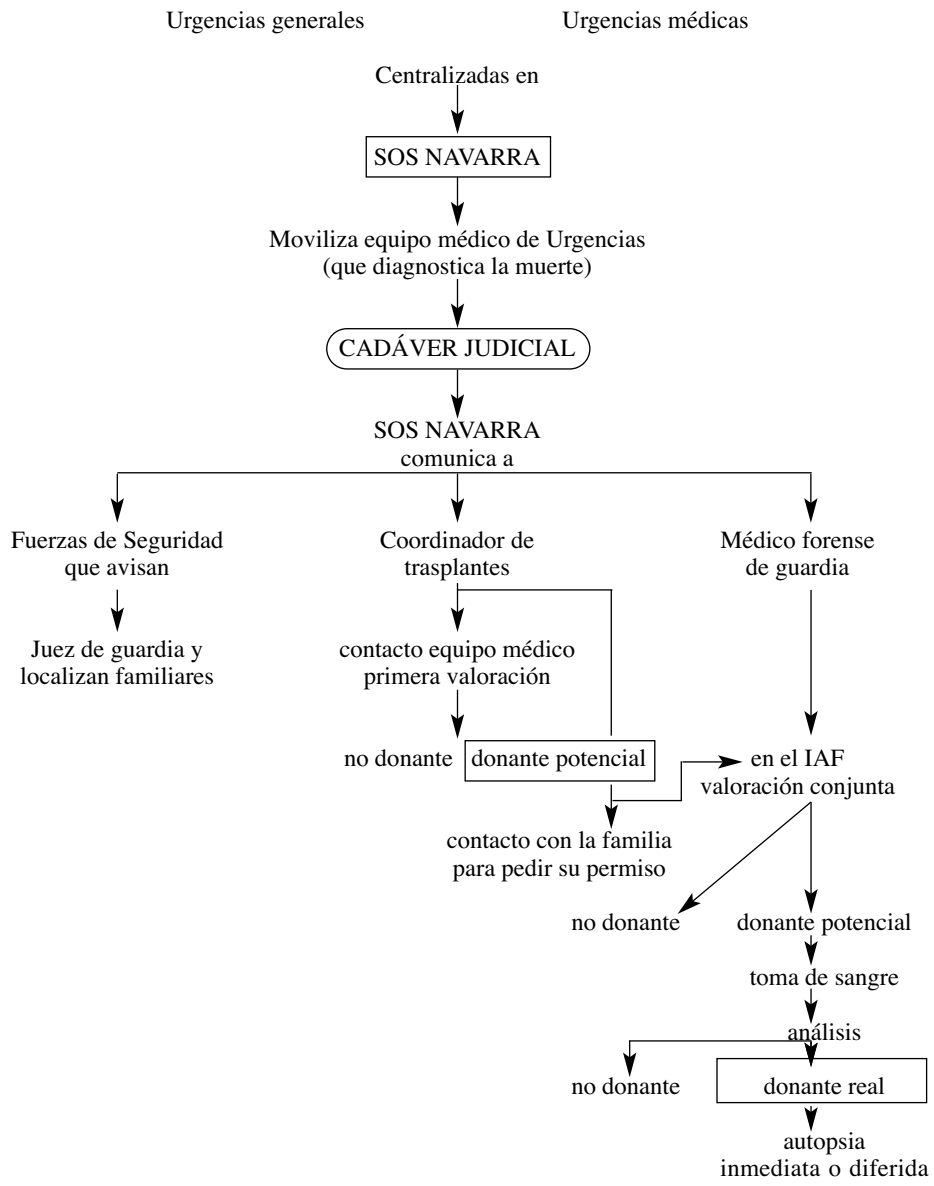 Urgencias generales
Urgencias médicas
Centralizadas en
SOS NAVARRA
Moviliza equipo médico de Urgencias
(que diagnostica la muerte)
CADÁVER JUDICIAL
SOS NAVARRA
comunica a
Fuerzas de Seguridad
que avisan
Juez de guardia y
localizan familiares
Coordinador de
trasplantes
contacto equipo médico
primera valoración
no donante
donante potencial
contacto con la familia
para pedir su permiso
Médico forense
de guardia
en el IAF
valoración conjunta
no donante
donante potencial
toma de sangre
análisis
no donante
donante real
autopsia
inmediata o diferida